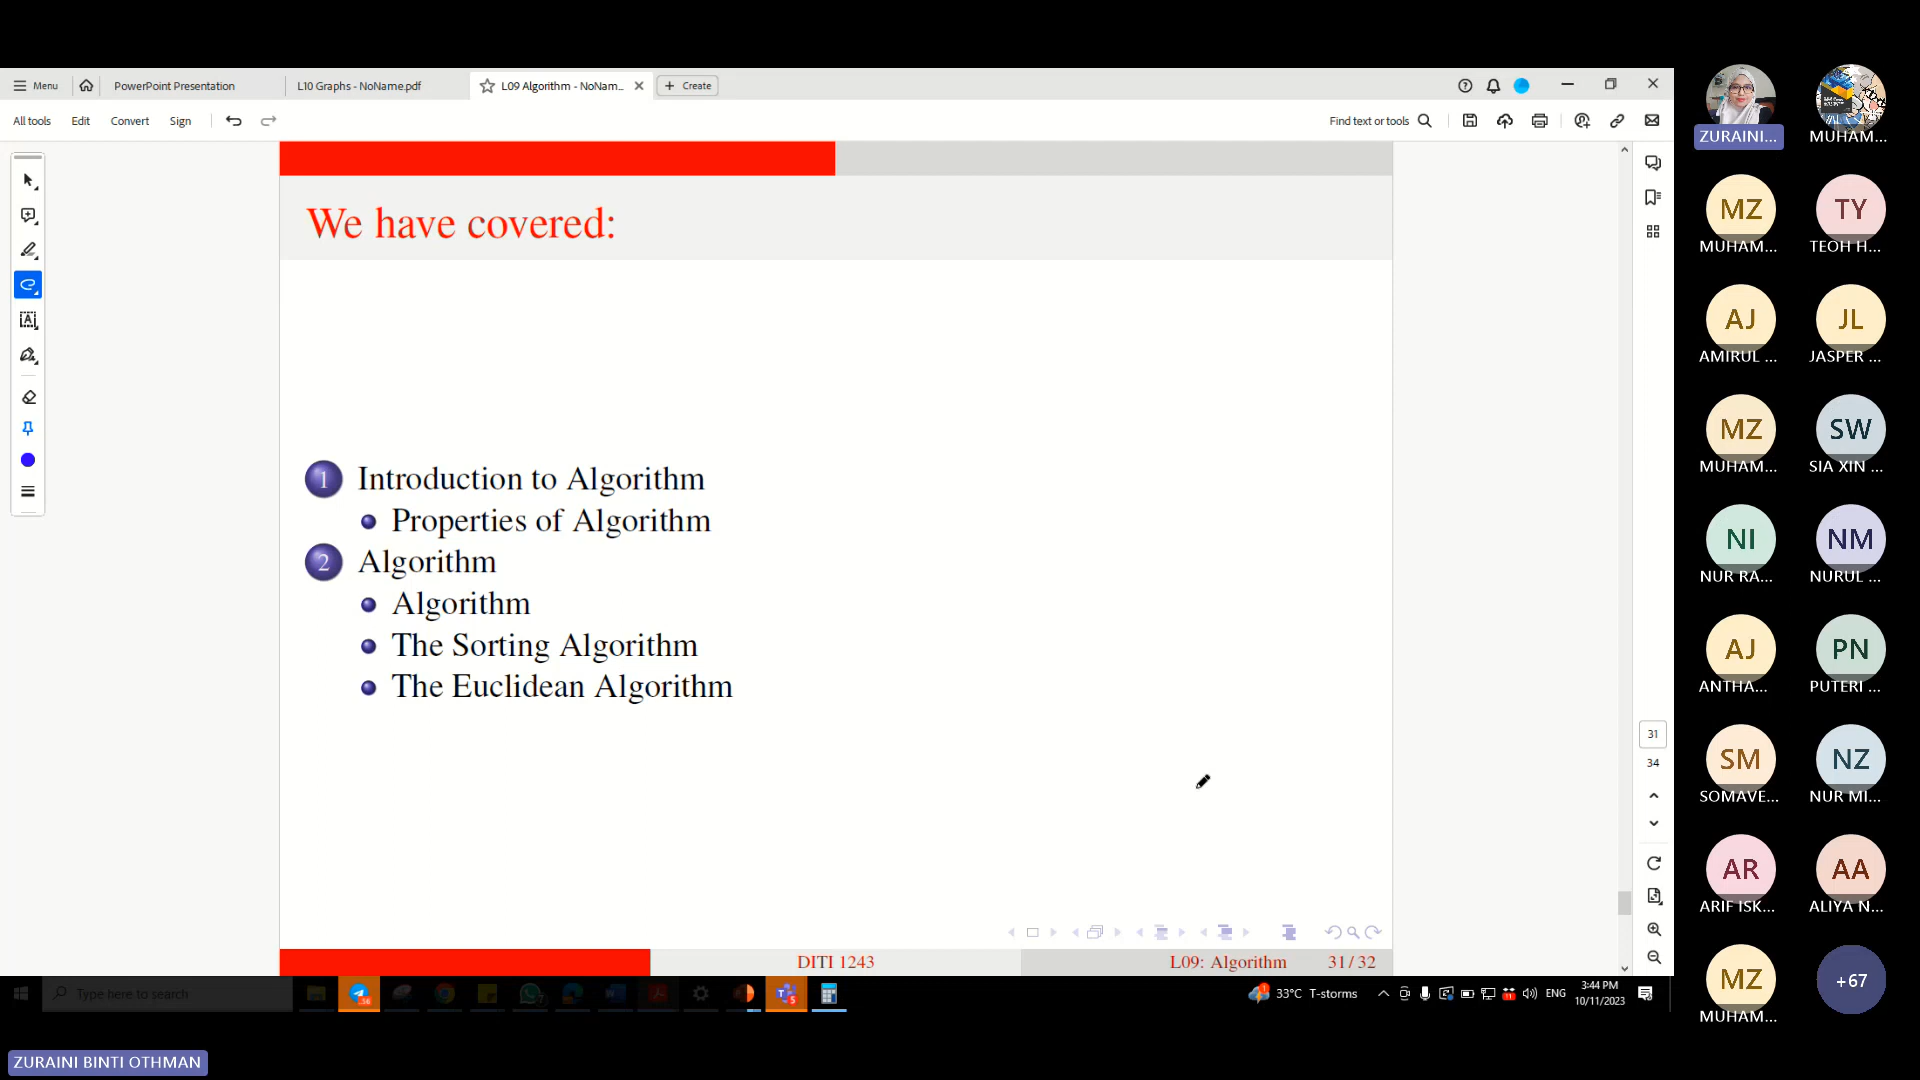 Menu
PowerPoint Presentation
L10 Graphs - NoName.pdf
L09 Algorithm - NoNam...
Create
All tools
Edit
Convert
Sign
Find text or tools
We have covered:
1 Introduction to Algorithm
Properties of Algorithm
2 Algorithm
Algorithm
The Sorting Algorithm
The Euclidean Algorithm
31
34
DITI 1243
L09: Algorithm
31/32
Type here to search
33°C T-storms
ENG
3:44 PM
10/11/2023
ZURAINI...
MUHAM...
MZ
MUHAM...
TY
TEOH H...
AJ
AMIRUL ...
JL
JASPER ...
MZ
MUHAM...
SW
SIA XIN ...
NI
NUR RA...
NM
NURUL ...
AJ
ANTHA...
PN
PUTERI ...
SM
SOMAVE...
NZ
NUR MI...
AR
ARIF ISK...
AA
ALIYA N...
MZ
MUHAM...
+67
ZURAINI BINTI OTHMAN